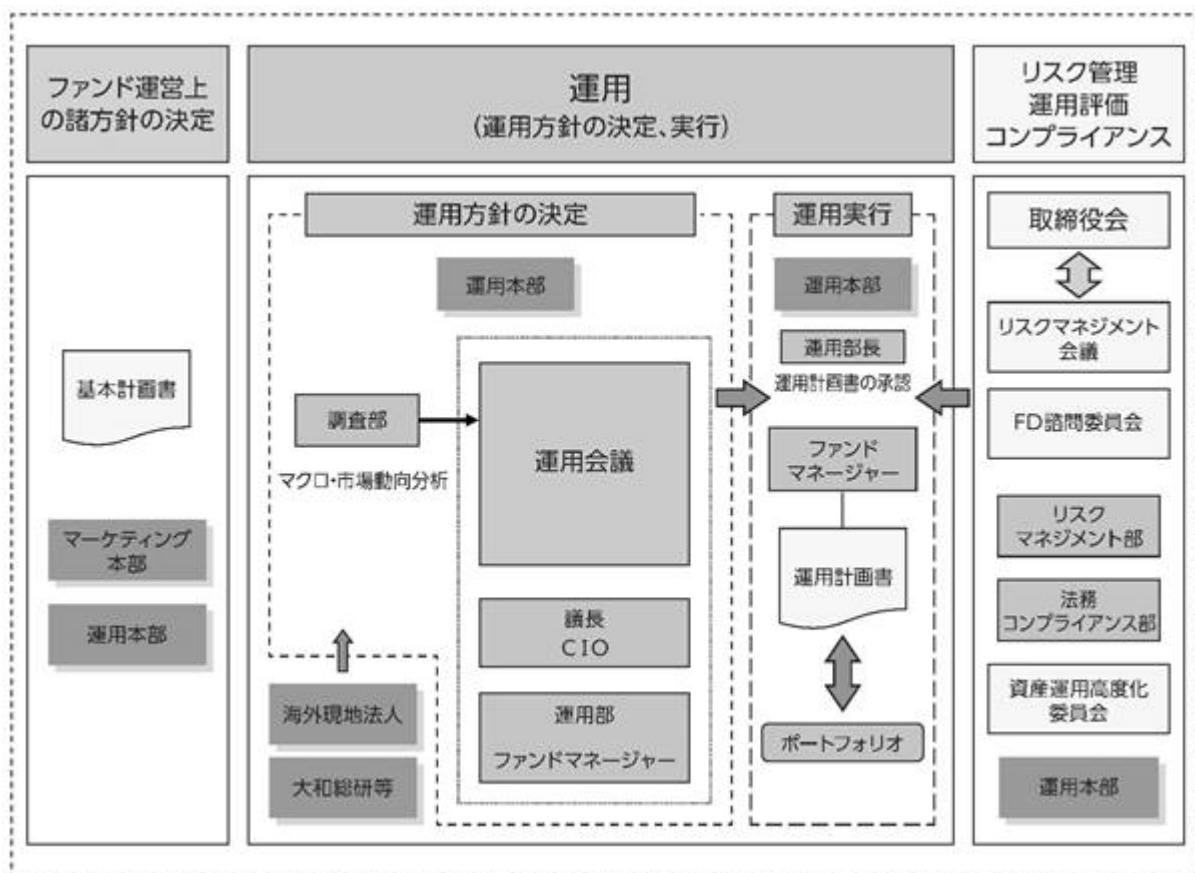 ファンド運営上
の諸方針の決定
運用
(運用方針の決定、実行)
リスク管理
運用評価
コンプライアンス
基本計画書
マーケティング
本部
運用本部
運用方針の決定
運用本部
調査部
マクロ・市場動向分析
運用会議
議長
CIO
運用部
ファンドマネージャー
海外現地法人
大和総研等
運用実行
運用本部
運用部長
運用計画書の承認
ファンド
マネージャー
運用計画書
ポートフォリオ
取締役会
リスクマネジメント
会議
FD諮問委員会
リスク
マネジメント部
法務
コンプライアンス部
資産運用高度化
委員会
運用本部